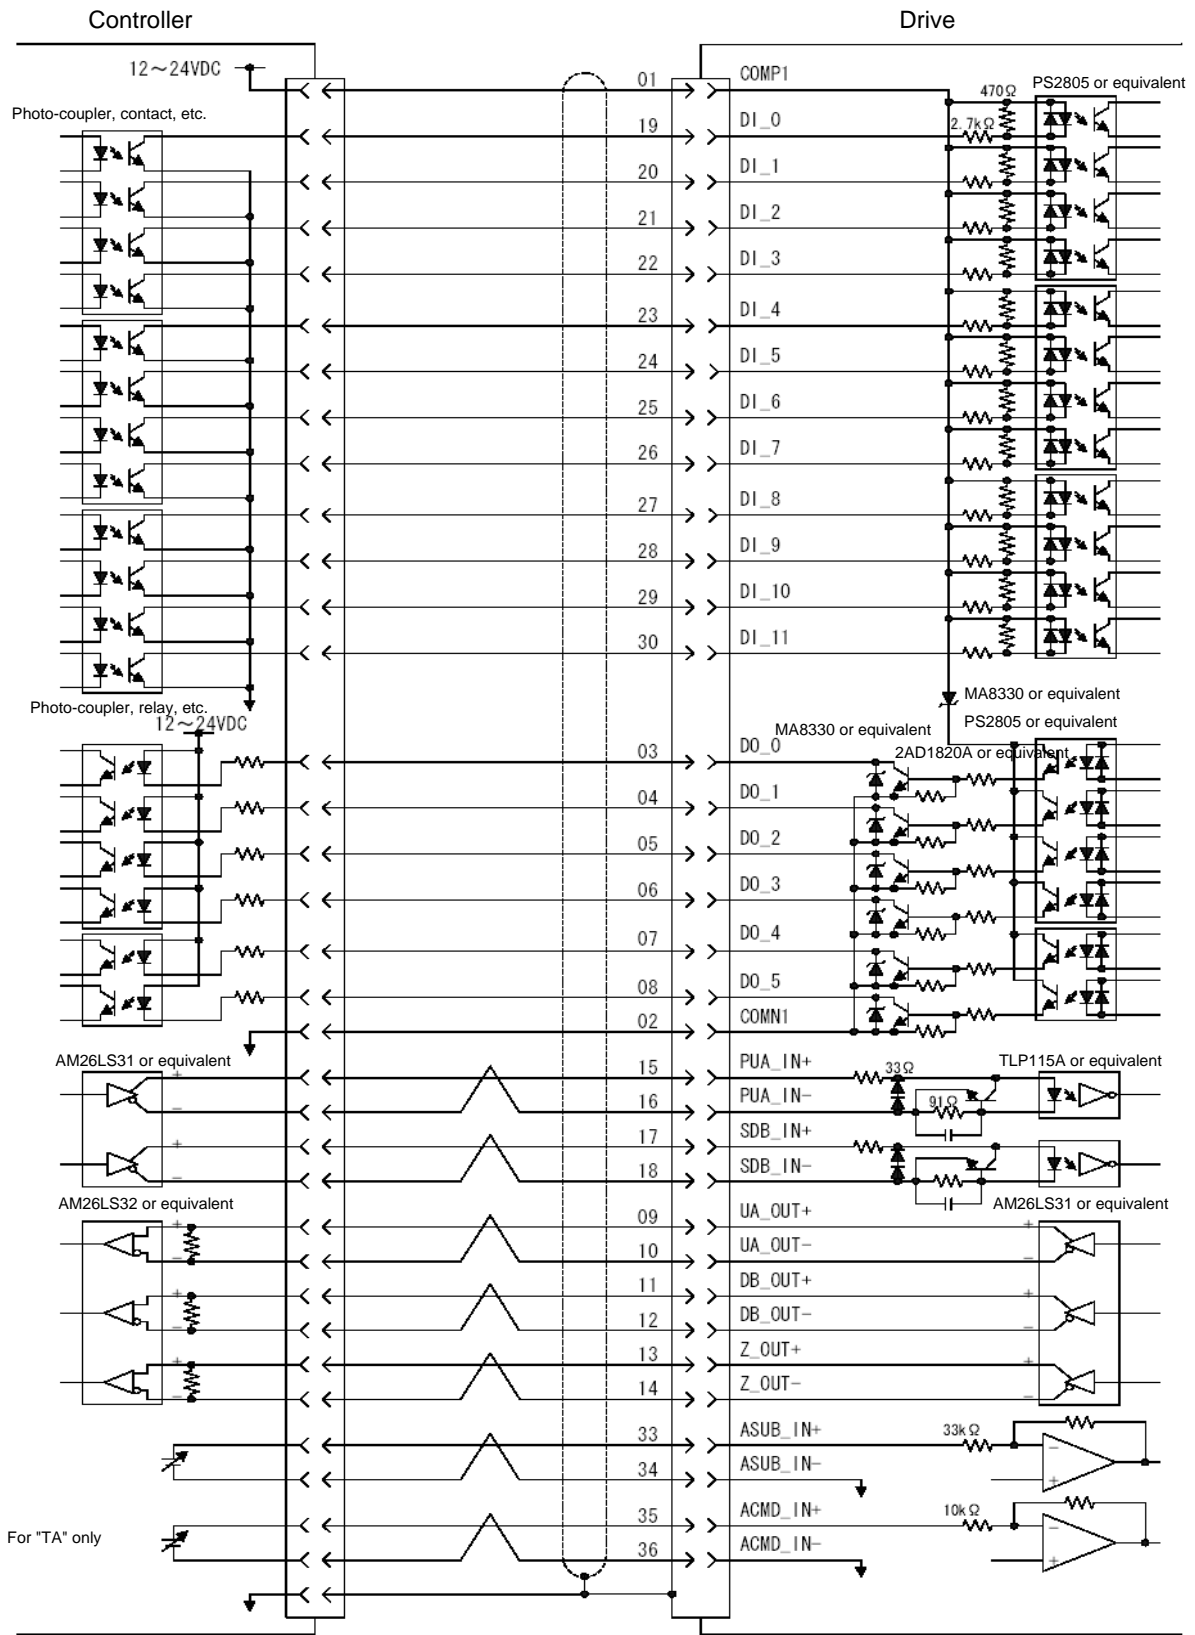 Controller Drive
12～24VDC 01 COMP1 PS2805 or equivalent
470Ω
Photo-coupler, contact, etc.
19 DI_0 2.7kΩ
20 DI_1
21 DI_2
22 DI_3
23 DI_4
24 DI_5
25 DI_6
26 DI_7
27 DI_8
28 DI_9
29 DI_10
30 DI_11
MA8330 or equivalent
Photo-coupler, relay, etc.
12～24VDC MA8330 or equivalent PS2805 or equivalent
03 DO_0 2AD1820A or equivalent
04 DO_1
05 DO_2
06 DO_3
07 DO_4
08 DO_5
02 COMN1
AM26LS31 or equivalent TLP115A or equivalent
+ 15 PUA_IN+ 33Ω
− 16 PUA_IN- 91Ω
+ 17 SDB_IN+
− 18 SDB_IN-
AM26LS32 or equivalent AM26LS31 or equivalent
+ 09 UA_OUT+ +
− 10 UA_OUT- −
+ 11 DB_OUT+ +
− 12 DB_OUT- −
+ 13 Z_OUT+ +
− 14 Z_OUT- −
33 ASUB_IN+ 33kΩ −
34 ASUB_IN- +
35 ACMD_IN+ 10kΩ −
For "TA" only
36 ACMD_IN- +